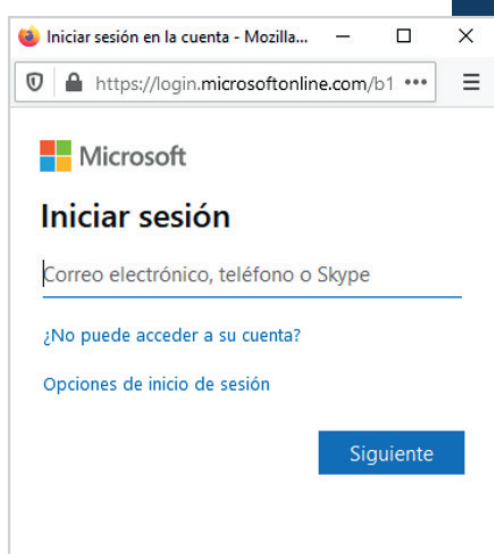 Iniciar sesión en la cuenta - Mozilla...
https://login.microsoftonline.com/b1
Microsoft
Iniciar sesión
Correo electrónico, teléfono o Skype
¿No puede acceder a su cuenta?
Opciones de inicio de sesión
Siguiente